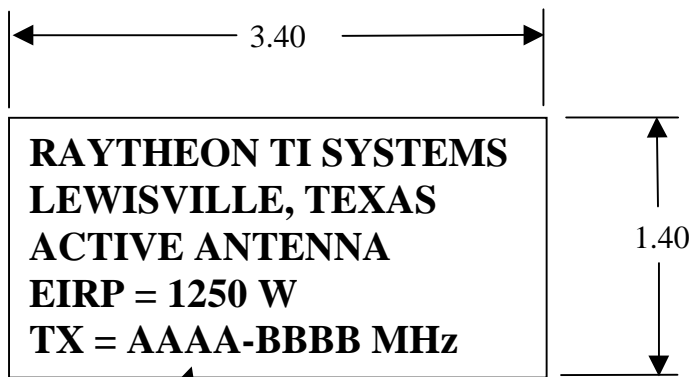 3.40
RAYTHEON TI SYSTEMS
LEWISVILLE, TEXAS
ACTIVE ANTENNA
EIRP = 1250 W
TX = AAAA-BBBB MHz
1.40